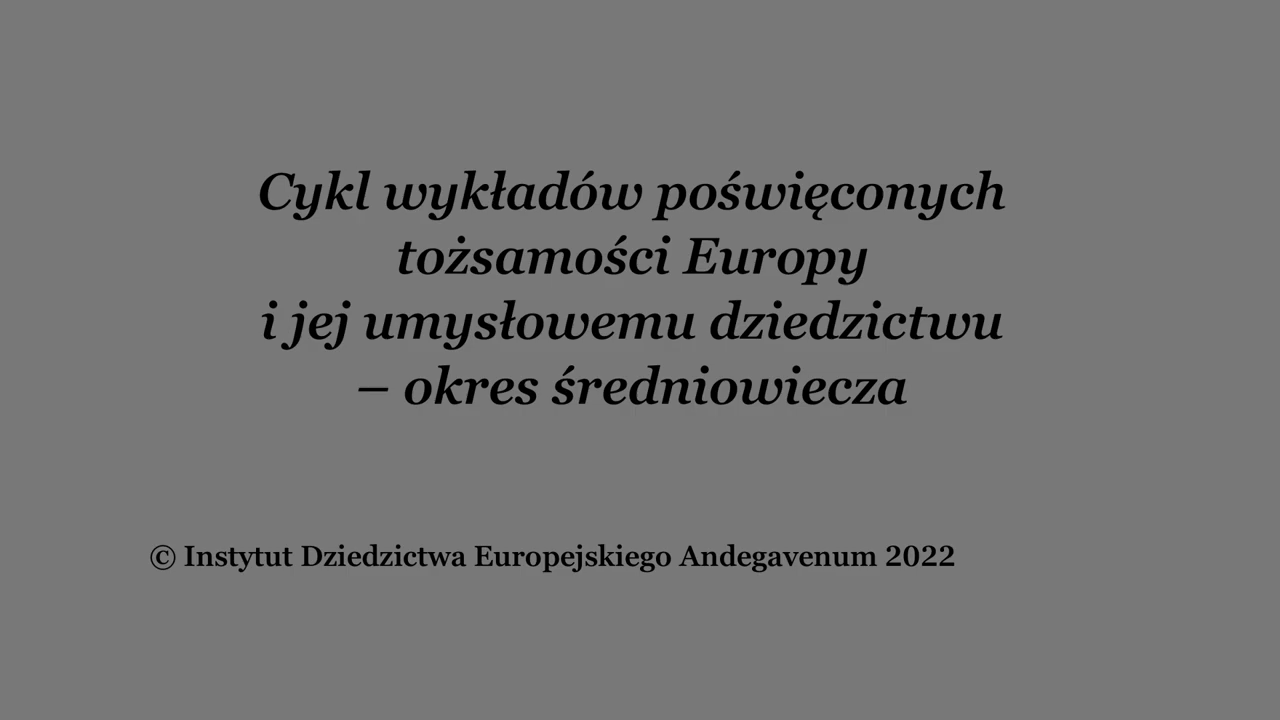 Cykl wykładów poświęconych
tożsamości Europy
i jej umysłowemu dziedzictwu
– okres średniowiecza
© Instytut Dziedzictwa Europejskiego Andegavenum 2022